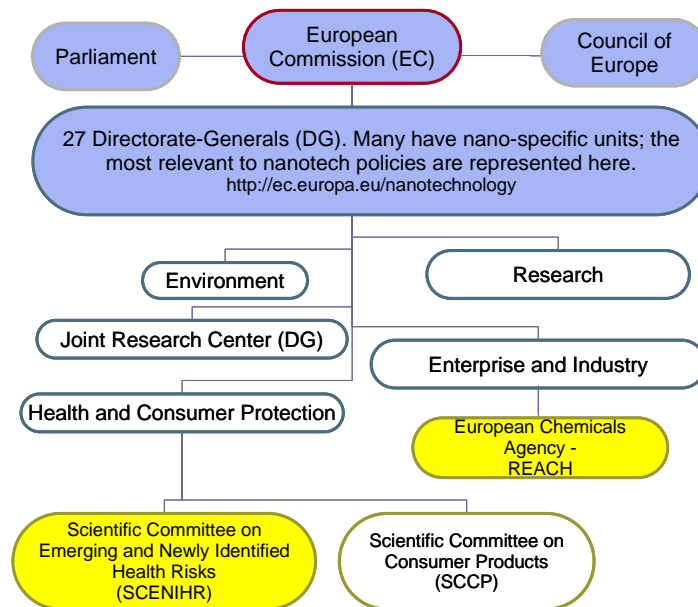 Parliament
European
Commission (EC)
Council of
Europe
27 Directorate-Generals (DG). Many have nano-specific units; the
most relevant to nanotech policies are represented here.
http://ec.europa.eu/nanotechnology
Environment
Research
Joint Research Center (DG)
Enterprise and Industry
Health and Consumer Protection
European Chemicals
Agency -
REACH
Scientific Committee on
Emerging and Newly Identified
Health Risks
(SCENIHR)
Scientific Committee on
Consumer Products
(SCCP)